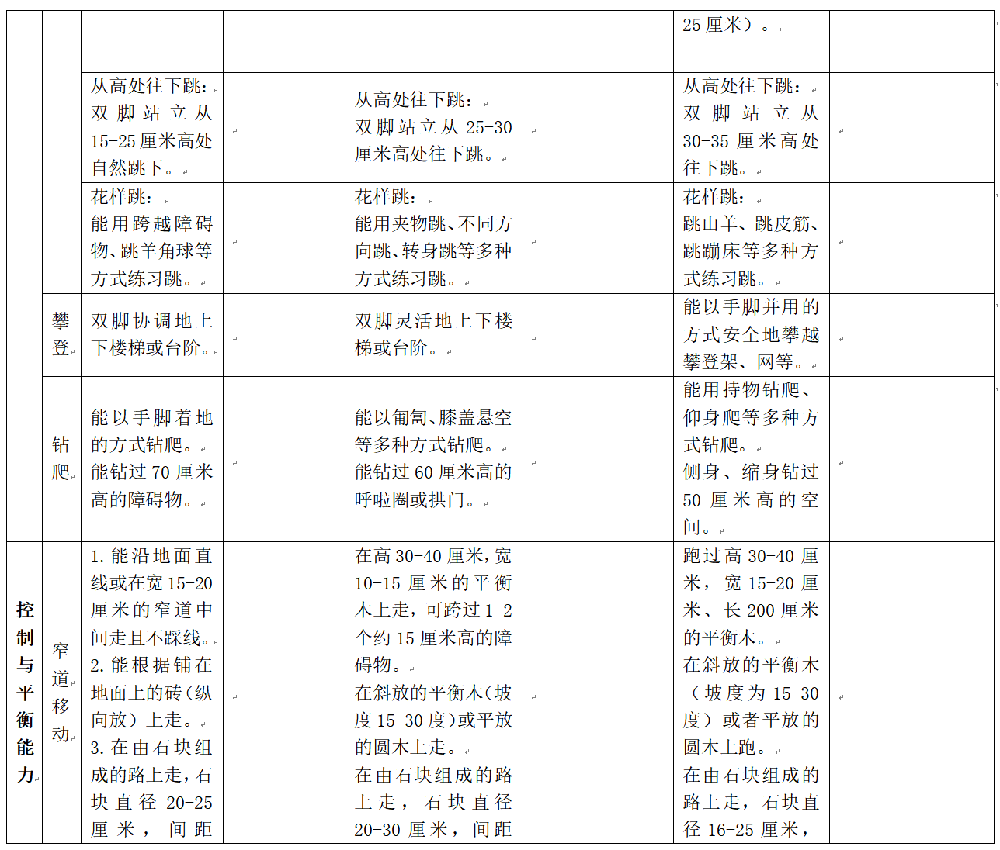 25 厘米）。
从高处往下跳：
双脚站立从
15-25 厘米高处
自然跳下。
从高处往下跳：
双脚站立从 25-30
厘米高处往下跳。
从高处往下跳：
双脚站立从
30-35 厘米高处
往下跳。
花样跳：
能用跨越障碍
物、跳羊角球等
方式练习跳。
花样跳：
能用夹物跳、不同方
向跳、转身跳等多种
方式练习跳。
花样跳：
跳山羊、跳皮筋、
跳蹦床等多种方
式练习跳。
攀
登
双脚协调地上
下楼梯或台阶。
双脚灵活地上下楼
梯或台阶。
能以手脚并用的
方式安全地攀越
攀登架、网等。
钻
爬
能以手脚着地
的方式钻爬。
能钻过 70 厘米
高的障碍物。
能以匍匐、膝盖悬空
等多种方式钻爬。
能钻过 60 厘米高的
呼啦圈或拱门。
能用持物钻爬、
仰身爬等多种方
式钻爬。
侧身、缩身钻过
50 厘米高的空
间。
控
制
与
平
衡
能
力
窄
道
移
动
1.能沿地面直
线或在宽 15-20
厘米的窄道中
间走且不踩线。
2.能根据铺在
地面上的砖（纵
向放）上走。
3.在由石块组
成的路上走，石
块直径 20-25
厘米，间距
在高 30-40 厘米，宽
10-15 厘米的平衡
木上走，可跨过 1-2
个约 15 厘米高的障
碍物。
在斜放的平衡木（坡
度 15-30 度）或平放
的圆木上走。
在由石块组成的路
上走，石块直径
20-30 厘米，间距
跑过高 30-40 厘
米，宽 15-20 厘
米、长 200 厘米
的平衡木。
在斜放的平衡木
（坡度为 15-30
度）或者平放的
圆木上跑。
在由石块组成的
路上走，石块直
径 16-25 厘米，